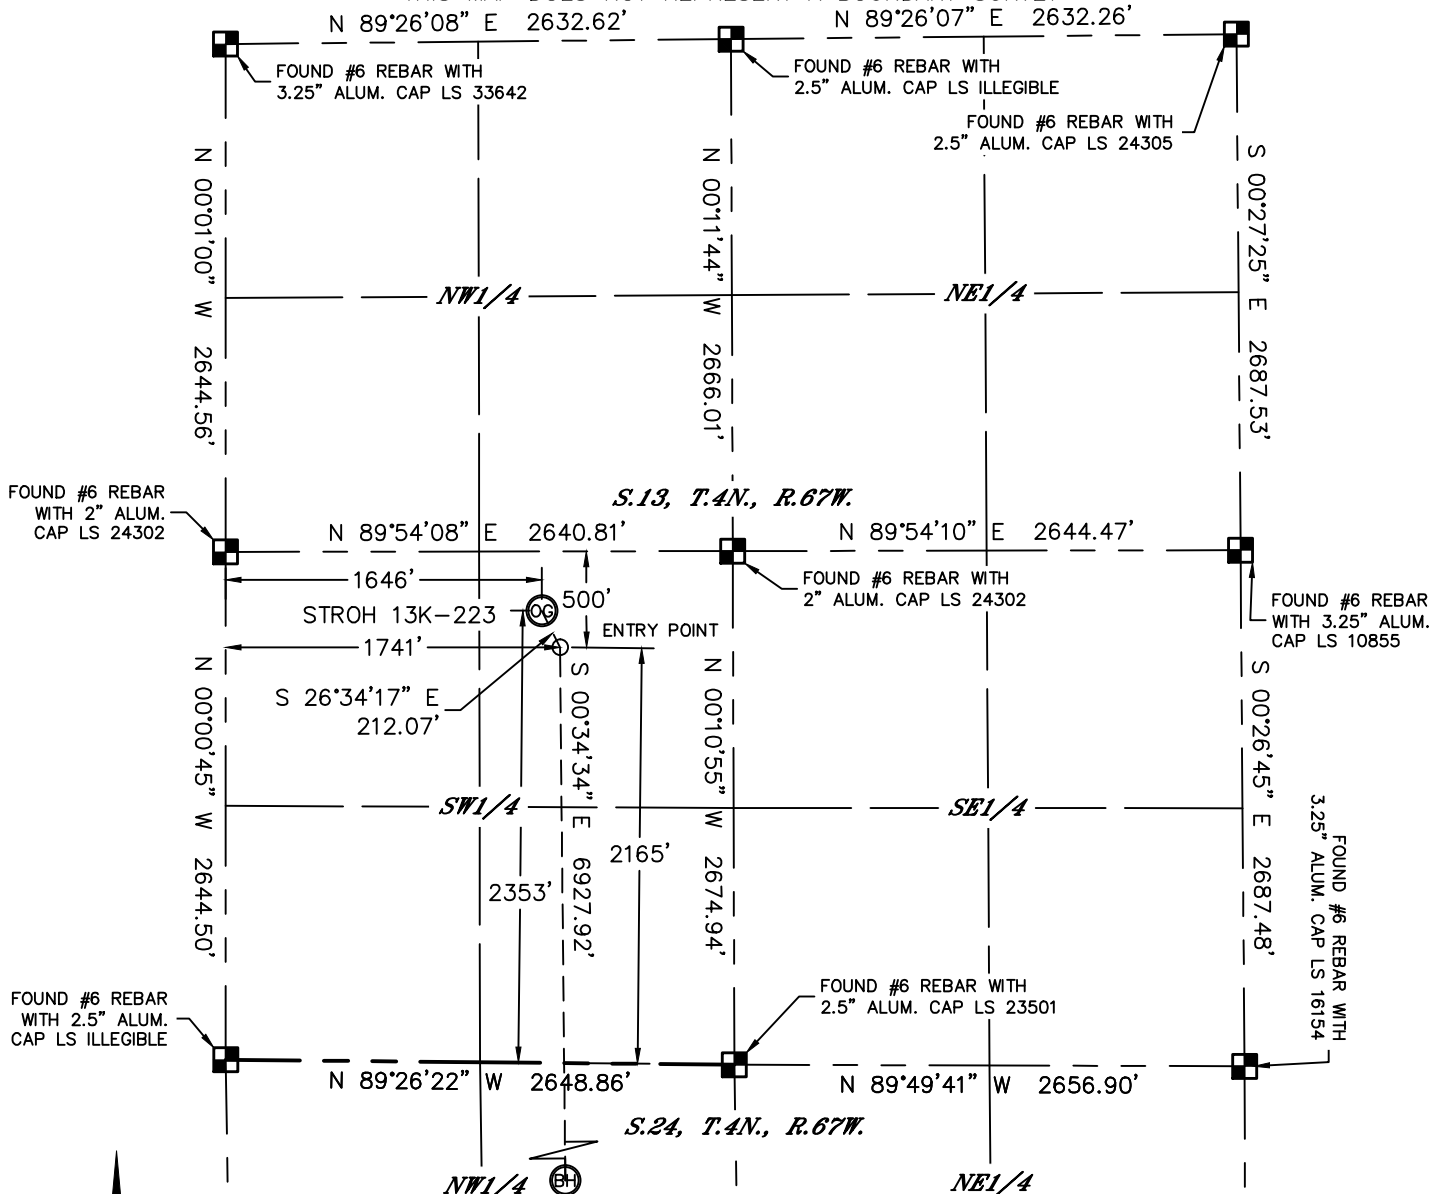 N 89°26'08" E 2632.62'
N 89°26'07" E 2632.26'
FOUND #6 REBAR WITH
3.25" ALUM. CAP LS 33642
FOUND #6 REBAR WITH
2.5" ALUM. CAP LS ILLEGIBLE
FOUND #6 REBAR WITH
2.5" ALUM. CAP LS 24305
N 00°01'00" W 2644.56'
N 00°11'44" W 2666.01'
S 00°27'25" E 2687.53'
NW1/4
NE1/4
S.13, T.4N., R.67W.
FOUND #6 REBAR
WITH 2" ALUM.
CAP LS 24302
N 89°54'08" E 2640.81'
N 89°54'10" E 2644.47'
1646'
FOUND #6 REBAR WITH
2" ALUM. CAP LS 24302
500'
STROH 13K-223
OG
FOUND #6 REBAR
WITH 3.25" ALUM.
CAP LS 10855
ENTRY POINT
1741'
S 26°34'17" E
212.07'
N 00°00'45" W 2644.50'
S 00°34'34" E 6927.92'
N 00°10'55" W 2674.94'
S 00°26'45" E 2687.48'
SW1/4
SE1/4
2165'
2353'
FOUND #6 REBAR WITH
3.25" ALUM. CAP LS 16154
FOUND #6 REBAR
WITH 2.5" ALUM.
CAP LS ILLEGIBLE
FOUND #6 REBAR WITH
2.5" ALUM. CAP LS 23501
N 89°26'22" W 2648.86'
N 89°49'41" W 2656.90'
S.24, T.4N., R.67W.
NW1/4
BH
NE1/4